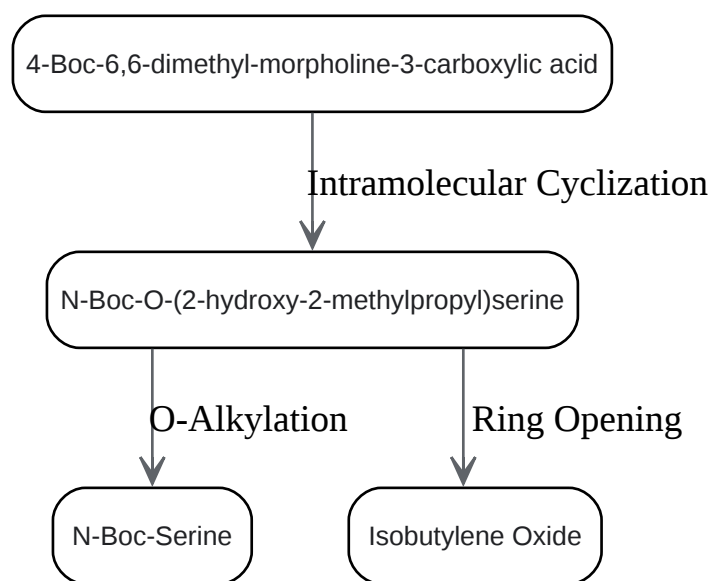 4-Boc-6,6-dimethyl-morpholine-3-carboxylic acid
Intramolecular Cyclization
N-Boc-O-(2-hydroxy-2-methylpropyl)serine
O-Alkylation
Ring Opening
N-Boc-Serine
Isobutylene Oxide